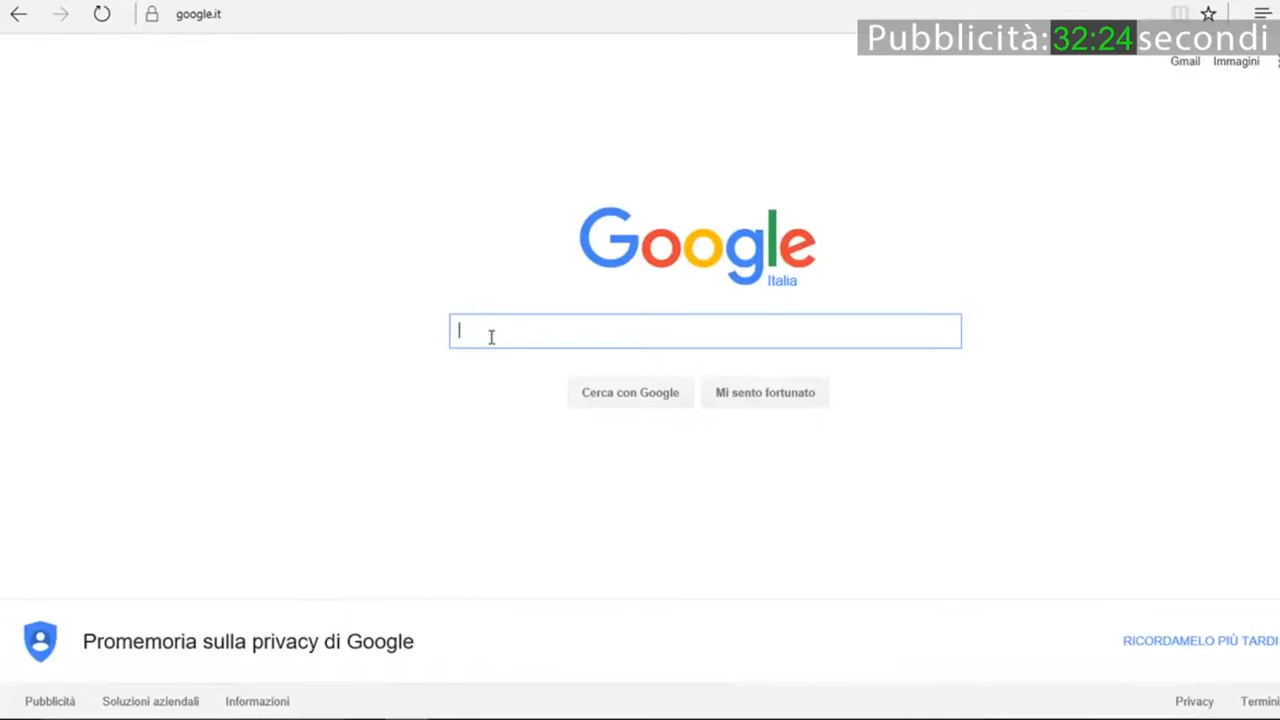 google.it
Pubblicità:32:24secondi
Gmail Immagini
Google
Italia
Cerca con Google Mi sento fortunato
Promemoria sulla privacy di Google RICORDAMELO PIÙ TARDI
Pubblicità Soluzioni aziendali Informazioni Privacy Termini